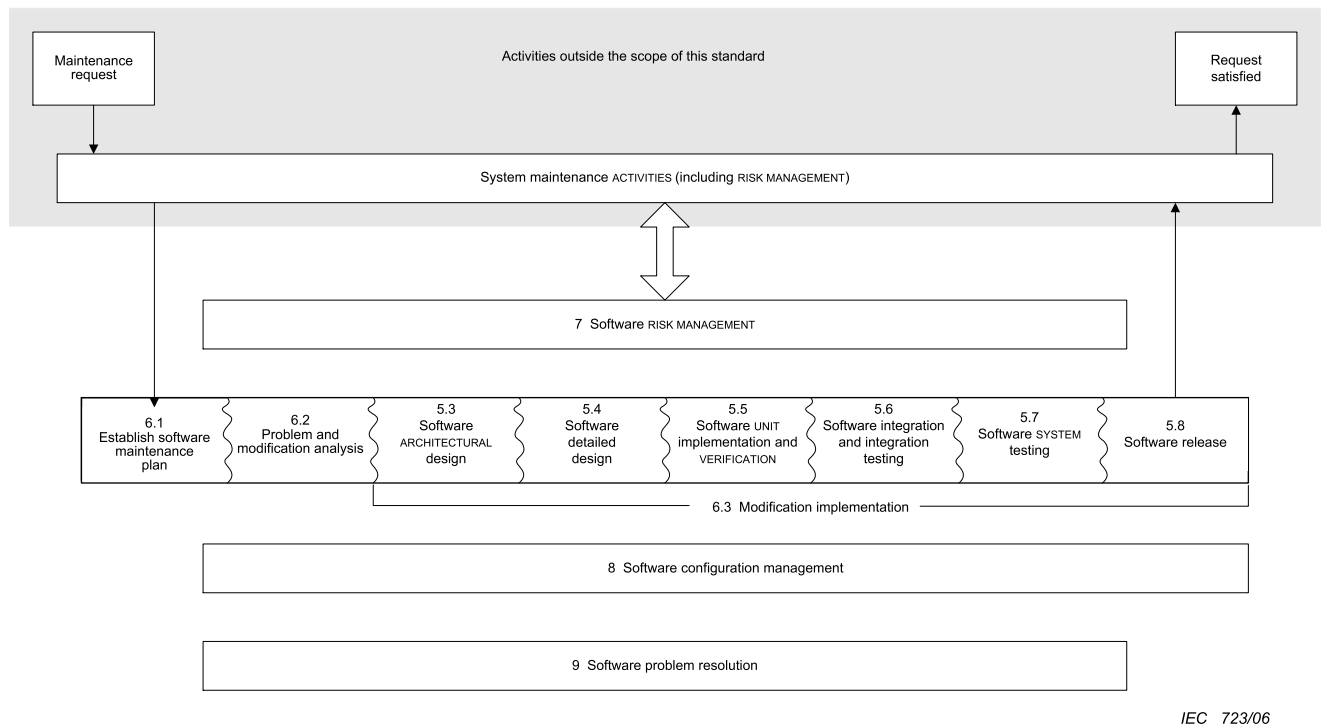 Maintenance
request
Activities outside the scope of this standard
Request
satisfied
System maintenance ACTIVITIES (including RISK MANAGEMENT)
7 Software RISK MANAGEMENT
6.1
Establish software
maintenance
plan
6.2
Problem and
modification analysis
5.3
Software
ARCHITECTURAL
design
5.4
Software
detailed
design
5.5
Software UNIT
implementation and
VERIFICATION
5.6
Software integration
and integration
testing
5.7
Software SYSTEM
testing
5.8
Software release
6.3 Modification implementation
8 Software configuration management
9 Software problem resolution
IEC 723/06